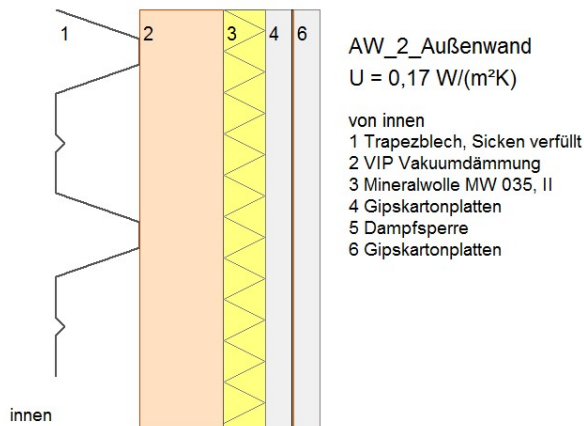 1 2 3 4 6
AW_2_Außenwand
U = 0,17 W/(m²K)
von innen
1 Trapezblech, Sicken verfüllt
2 VIP Vakuumdämmung
3 Mineralwolle MW 035, II
4 Gipskartonplatten
5 Dampfsperre
6 Gipskartonplatten
innen